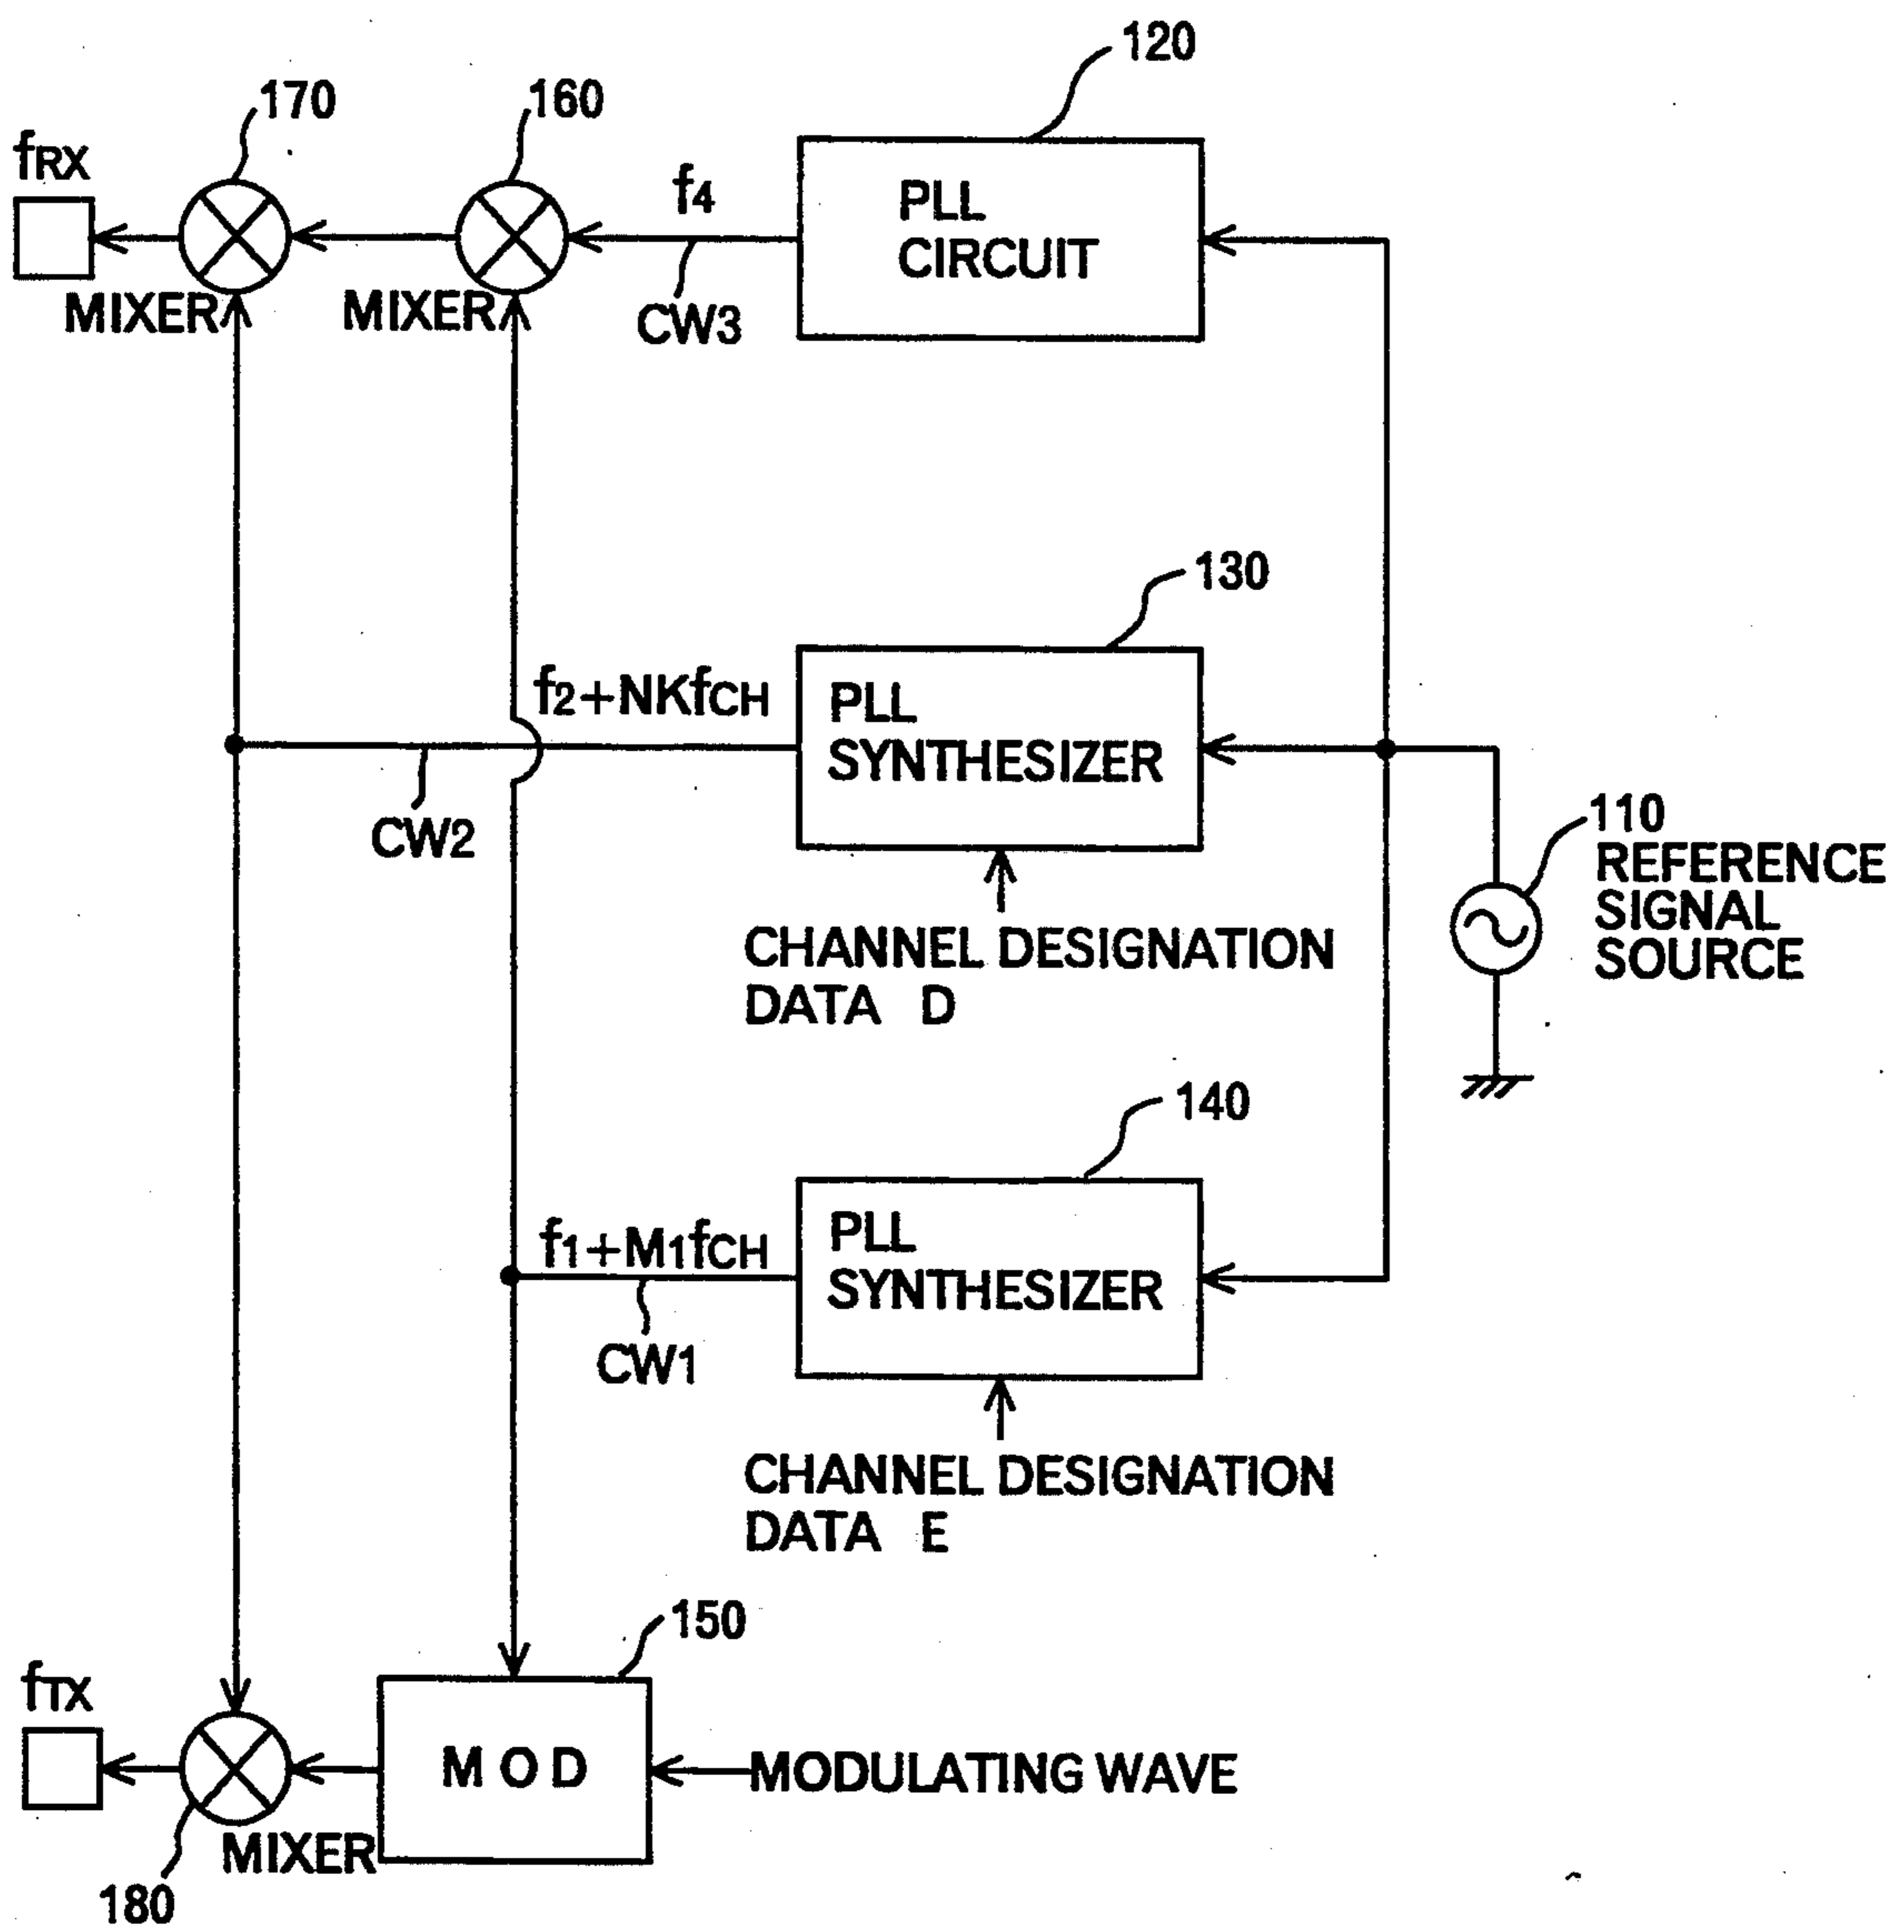 120
170
160
fRX
f4
PLL
CIRCUIT
MIXER
MIXER
CW3
130
f2+NKfCH
PLL
SYNTHESIZER
CW2
110
REFERENCE
SIGNAL
SOURCE
CHANNEL DESIGNATION
DATA D
140
f1+M1fCH
PLL
SYNTHESIZER
CW1
CHANNEL DESIGNATION
DATA E
150
fTX
MOD
MODULATING WAVE
MIXER
180